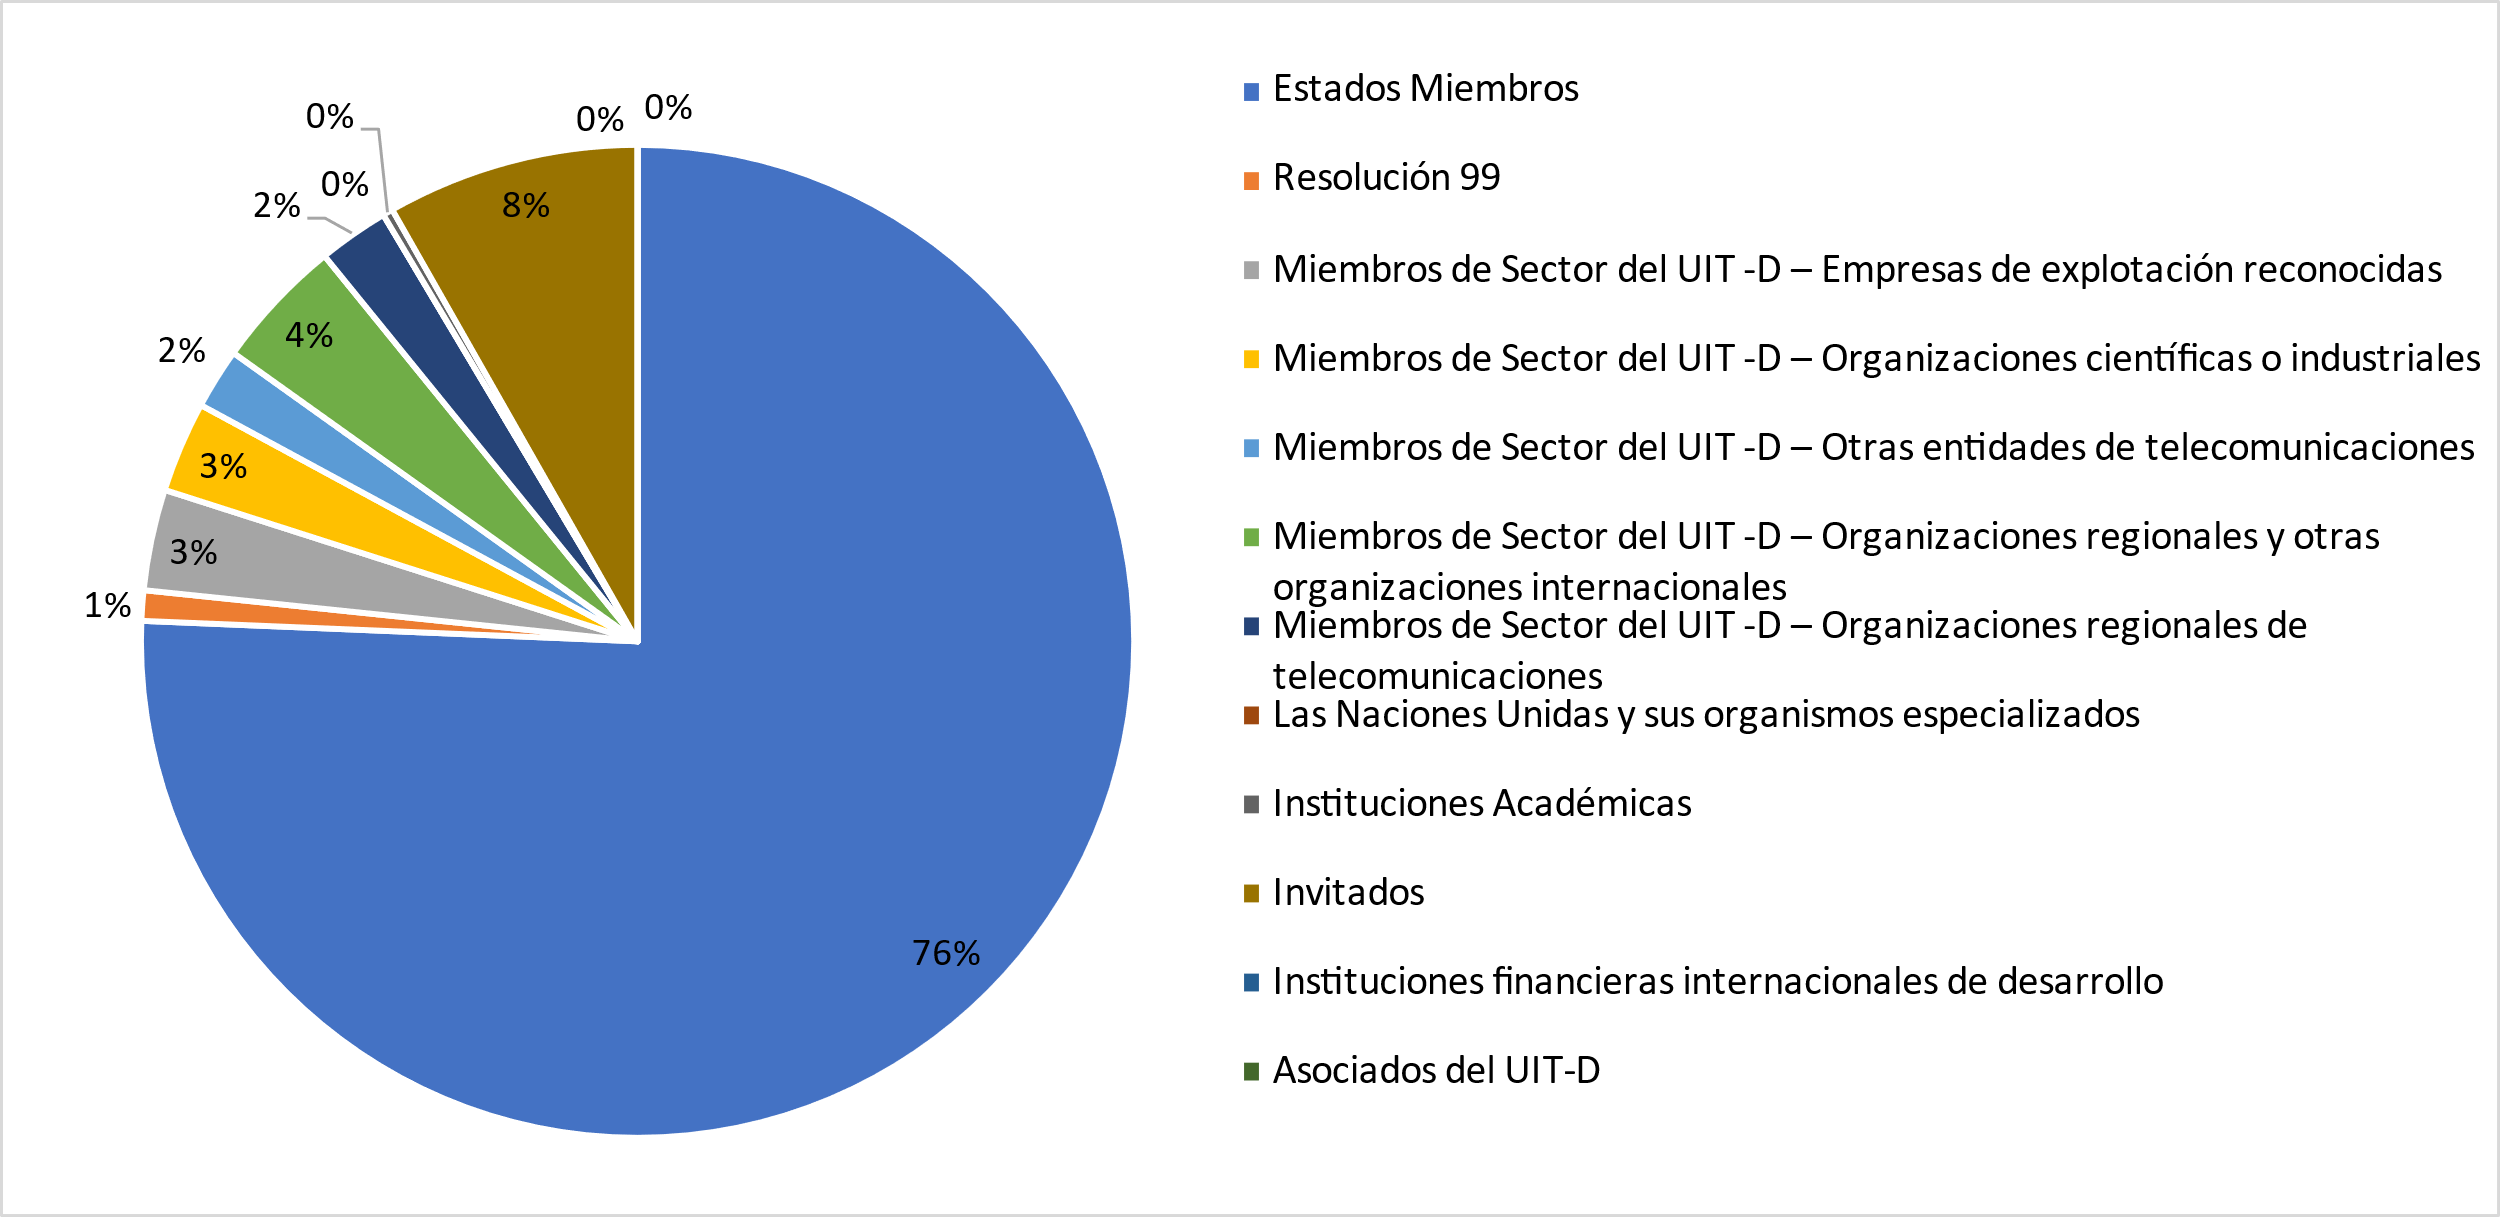 0%
0%
0%
0%
2%
8%
4%
2%
3%
3%
1%
76%
Estados Miembros
Resolución 99
Miembros de Sector del UIT -D – Empresas de explotación reconocidas
Miembros de Sector del UIT -D – Organizaciones científicas o industriales
Miembros de Sector del UIT -D – Otras entidades de telecomunicaciones
Miembros de Sector del UIT -D – Organizaciones regionales y otras
organizaciones internacionales
Miembros de Sector del UIT -D – Organizaciones regionales de
telecomunicaciones
Las Naciones Unidas y sus organismos especializados
Instituciones Académicas
Invitados
Instituciones financieras internacionales de desarrollo
Asociados del UIT-D